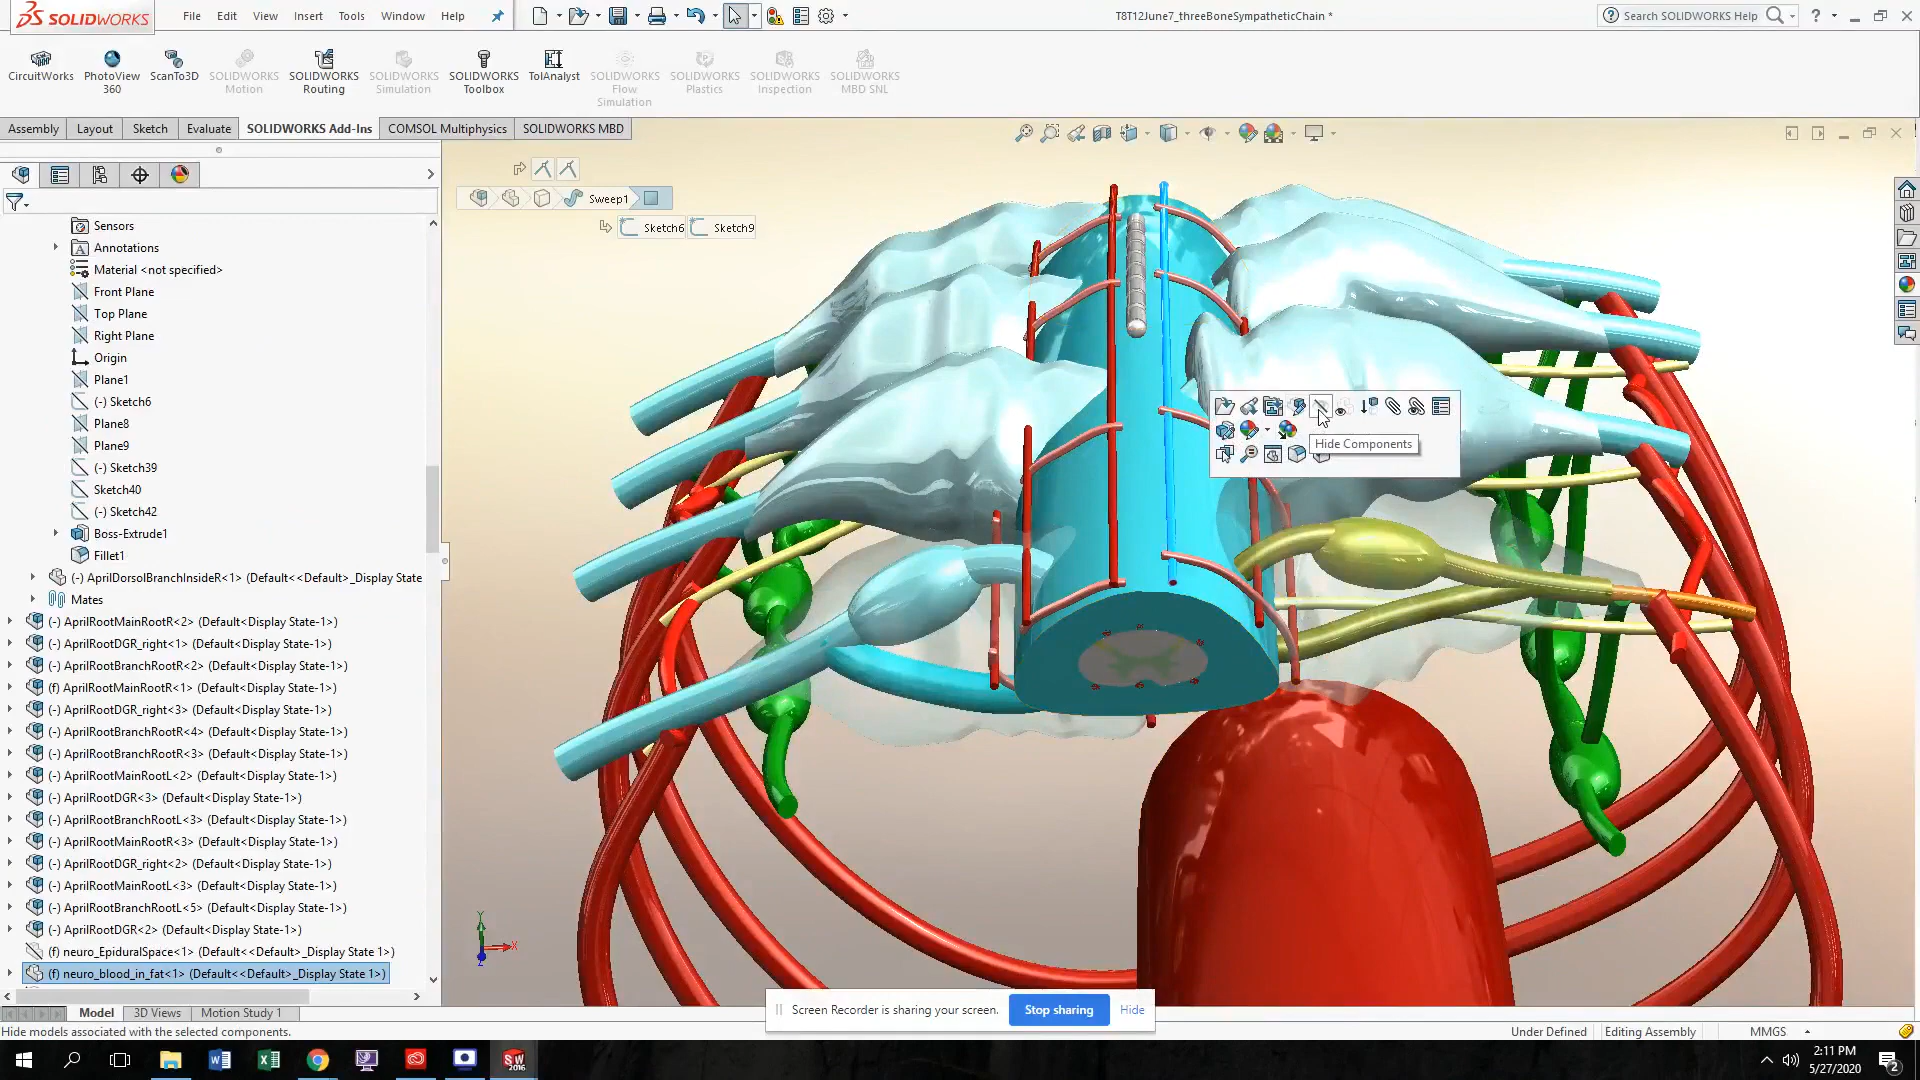 SOLIDWORKS
File Edit View Insert Tools Window Help
T8T12June7_threeBoneSympatheticChain *
Search SOLIDWORKS Help
CircuitWorks
PhotoView 360
ScanTo3D
SOLIDWORKS Motion
SOLIDWORKS Routing
SOLIDWORKS Simulation
SOLIDWORKS Toolbox
TolAnalyst
SOLIDWORKS Flow Simulation
SOLIDWORKS Plastics
SOLIDWORKS Inspection
SOLIDWORKS MBD SNL
Assembly Layout Sketch Evaluate SOLIDWORKS Add-Ins COMSOL Multiphysics SOLIDWORKS MBD
Sweep1
Sketch6 Sketch9
Sensors
Annotations
Material <not specified>
Front Plane
Top Plane
Right Plane
Origin
Plane1
(-) Sketch6
Plane8
Plane9
(-) Sketch39
Sketch40
(-) Sketch42
Boss-Extrude1
Fillet1
(-) AprilDorsolBranchInsideR<1> (Default<<Default>_Display State
Mates
(-) AprilRootMainRootR<2> (Default<Display State-1>)
(-) AprilRootDGR_right<1> (Default<Display State-1>)
(-) AprilRootBranchRootR<2> (Default<Display State-1>)
(f) AprilRootMainRootR<1> (Default<Display State-1>)
(-) AprilRootDGR_right<3> (Default<Display State-1>)
(-) AprilRootBranchRootR<4> (Default<Display State-1>)
(-) AprilRootBranchRootR<3> (Default<Display State-1>)
(-) AprilRootMainRootL<2> (Default<Display State-1>)
(-) AprilRootDGR<3> (Default<Display State-1>)
(-) AprilRootBranchRootL<3> (Default<Display State-1>)
(-) AprilRootMainRootR<3> (Default<Display State-1>)
(-) AprilRootDGR_right<2> (Default<Display State-1>)
(-) AprilRootMainRootL<3> (Default<Display State-1>)
(-) AprilRootBranchRootL<5> (Default<Display State-1>)
(-) AprilRootDGR<2> (Default<Display State-1>)
(f) neuro_EpiduralSpace<1> (Default<<Default>_Display State 1>)
(f) neuro_blood_in_fat<1> (Default<<Default>_Display State 1>)
Hide Components
Y
X
Z
Screen Recorder is sharing your screen. Stop sharing Hide
Model 3D Views Motion Study 1
Hide models associated with the selected components.
Under Defined Editing Assembly MMGS
SW
2016
2:11 PM
5/27/2020
2